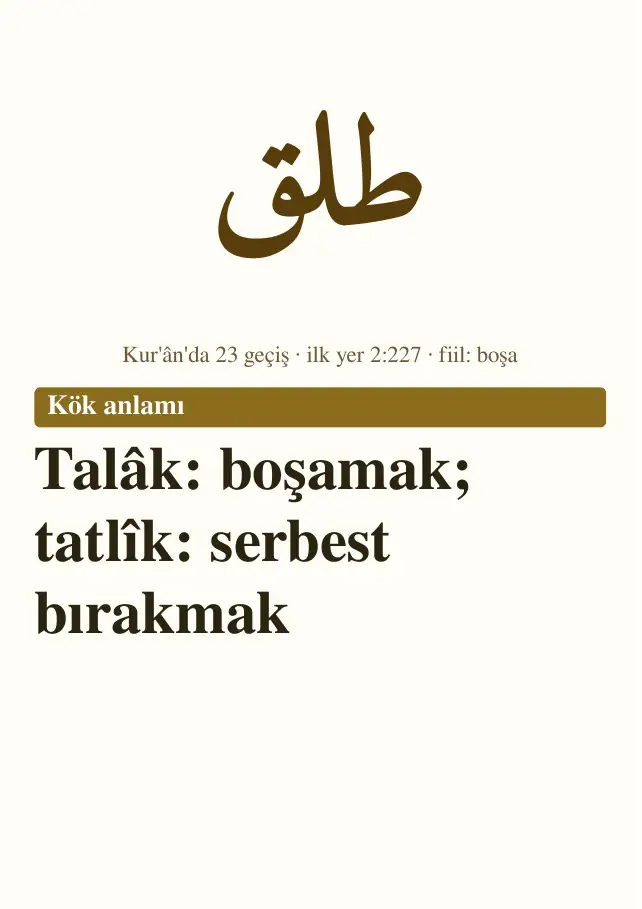 طلق
Kur'ân'da 23 geçiş · ilk yer 2:227 · fiil: boşa
Kök anlamı
Talâk: boşamak;
tatlîk: serbest
bırakmak